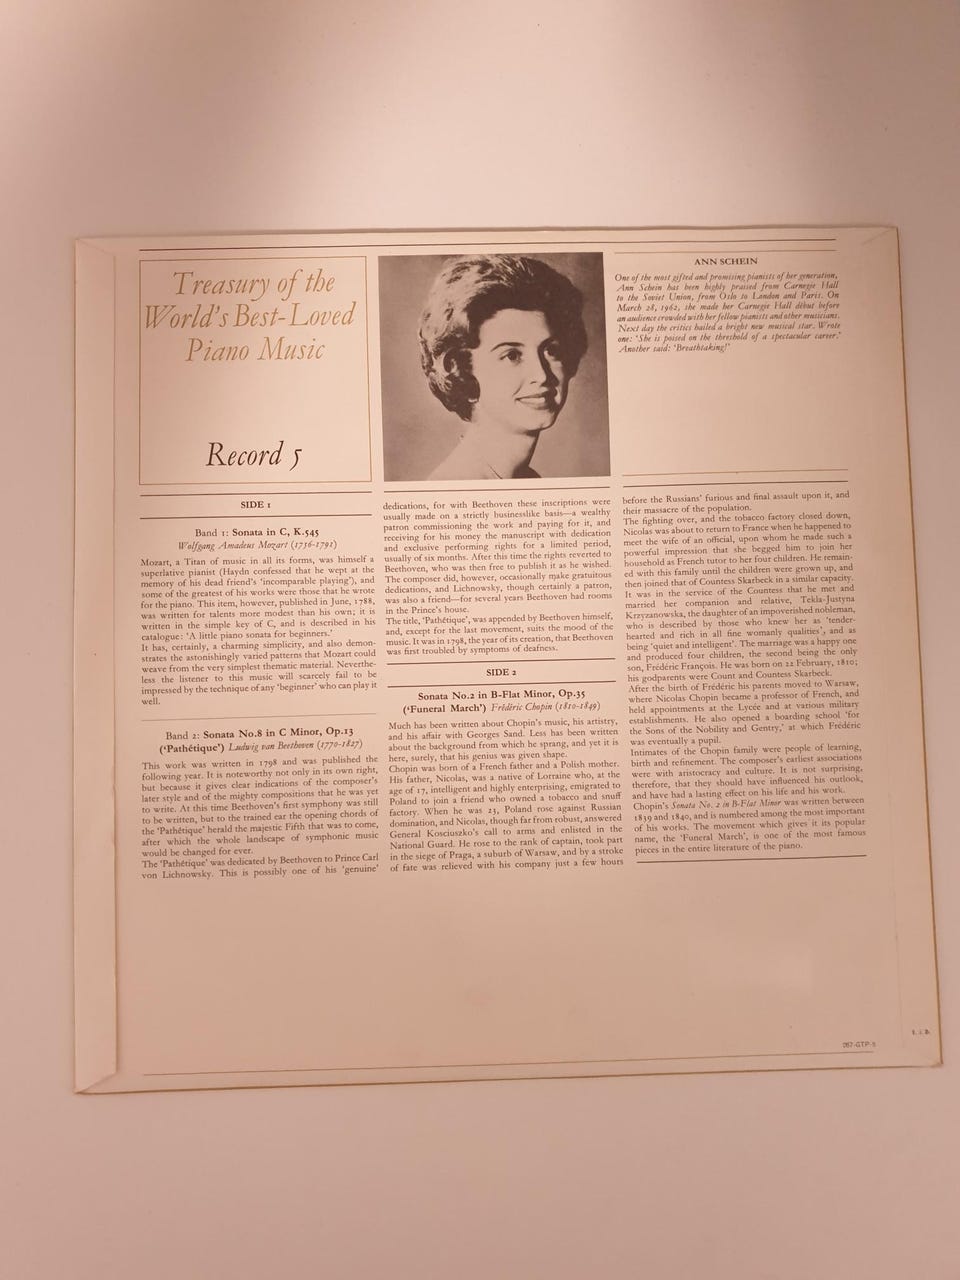 Treasury of the
World's Best-Loved
Piano Music
Record 5
ANN SCHEIN
One of the most gifted and promising pianists of her generation,
Ann Schein has been highly praised from Carnegie Hall
to the Soviet Union, from Oslo to London and Paris. On
March 28, 1962, she made her Carnegie Hall début before
an audience crowded with her fellow pianists and other musicians.
Next day the critics hailed a bright new musical star. Wrote
one: 'She is poised on the threshold of a spectacular career.'
Another said: 'Breathtaking!'
SIDE 1
Band 1: Sonata in C, K.545
Wolfgang Amadeus Mozart (1756-1791)
Mozart, a Titan of music in all its forms, was himself a
superlative pianist (Haydn confessed that he wept at the
memory of his dead friend's 'incomparable playing'), and
some of the greatest of his works were those that he wrote
for the piano. This item, however, published in June, 1788,
was written for talents more modest than his own; it is
written in the simple key of C, and is described in his
catalogue: 'A little piano sonata for beginners.'
It has, certainly, a charming simplicity, and also demon-
strates the astonishingly varied patterns that Mozart could
weave from the very simplest thematic material. Neverthe-
less the listener to this music will scarcely fail to be
impressed by the technique of any 'beginner' who can play it
well.
Band 2: Sonata No.8 in C Minor, Op.13
('Pathétique') Ludwig van Beethoven (1770-1827)
This work was written in 1798 and was published the
following year. It is noteworthy not only in its own right,
but because it gives clear indications of the composer's
later style and of the mighty compositions that he was yet
to write. At this time Beethoven's first symphony was still
to be written, but to the trained ear the opening chords of
the 'Pathétique' herald the majestic Fifth that was to come,
after which the whole landscape of symphonic music
would be changed for ever.
The 'Pathétique' was dedicated by Beethoven to Prince Carl
von Lichnowsky. This is possibly one of his 'genuine'
dedications, for with Beethoven these inscriptions were
usually made on a strictly businesslike basis—a wealthy
patron commissioning the work and paying for it, and
receiving for his money the manuscript with dedication
and exclusive performing rights for a limited period,
usually of six months. After this time the rights reverted to
Beethoven, who was then free to publish it as he wished.
The composer did, however, occasionally make gratuitous
dedications, and Lichnowsky, though certainly a patron,
was also a friend—for several years Beethoven had rooms
in the Prince's house.
The title, 'Pathétique', was appended by Beethoven himself,
and, except for the last movement, suits the mood of the
music. It was in 1798, the year of its creation, that Beethoven
was first troubled by symptoms of deafness.
SIDE 2
Sonata No.2 in B-Flat Minor, Op.35
('Funeral March') Frédéric Chopin (1810-1849)
Much has been written about Chopin's music, his artistry,
and his affair with Georges Sand. Less has been written
about the background from which he sprang, and yet it is
here, surely, that his genius was given shape.
Chopin was born of a French father and a Polish mother.
His father, Nicolas, was a native of Lorraine who, at the
age of 17, intelligent and highly enterprising, emigrated to
Poland to join a friend who owned a tobacco and snuff
factory. When he was 23, Poland rose against Russian
domination, and Nicolas, though far from robust, answered
General Kosciuszko's call to arms and enlisted in the
National Guard. He rose to the rank of captain, took part
in the siege of Praga, a suburb of Warsaw, and by a stroke
of fate was relieved with his company just a few hours
before the Russians' furious and final assault upon it, and
their massacre of the population.
The fighting over, and the tobacco factory closed down,
Nicolas was about to return to France when he happened to
meet the wife of an official, upon whom he made such a
powerful impression that she begged him to join her
household as French tutor to her four children. He remain-
ed with this family until the children were grown up, and
then joined that of Countess Skarbeck in a similar capacity.
It was in the service of the Countess that he met and
married her companion and relative, Tekla-Justyna
Krzyzanowska, the daughter of an impoverished nobleman,
who is described by those who knew her as 'tender-
hearted and rich in all fine womanly qualities', and as
being 'quiet and intelligent'. The marriage was a happy one
and produced four children, the second being the only
son, Frédéric François. He was born on 22 February, 1810;
his godparents were Count and Countess Skarbeck.
After the birth of Frédéric his parents moved to Warsaw,
where Nicolas Chopin became a professor of French, and
held appointments at the Lycée and at various military
establishments. He also opened a boarding school 'for
the Sons of the Nobility and Gentry,' at which Frédéric
was eventually a pupil.
Intimates of the Chopin family were people of learning,
birth and refinement. The composer's earliest associations
were with aristocracy and culture. It is not surprising,
therefore, that they should have influenced his outlook,
and have had a lasting effect on his life and his work.
Chopin's Sonata No. 2 in B-Flat Minor was written between
1839 and 1840, and is numbered among the most important
of his works. The movement which gives it its popular
name, the 'Funeral March', is one of the most famous
pieces in the entire literature of the piano.